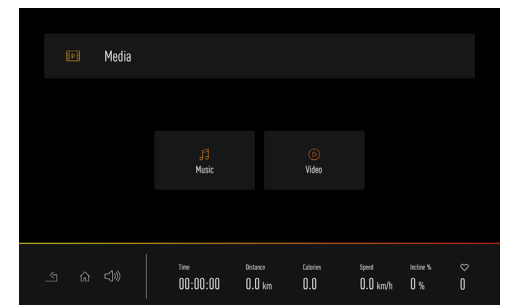 Media
Music
Video
Time Distance Calories Speed Incline %
00:00:00 0.0 km 0.0 0.0 km/h 0 % 0